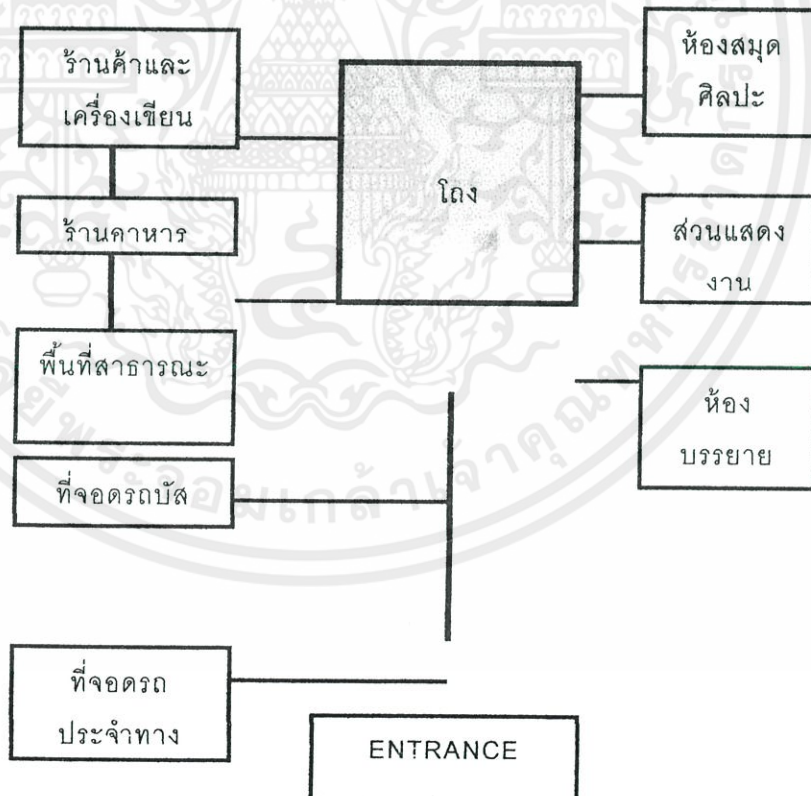 ร้านค้าและ
เครื่องเขียน
ร้านคาหาร
พื้นที่สาธารณะ
ที่จอดรถบัส
ที่จอดรถ
ประจำทาง
โถง
ห้องสมุด
ศิลปะ
ส่วนแสดง
งาน
ห้อง
บรรยาย
ENTRANCE